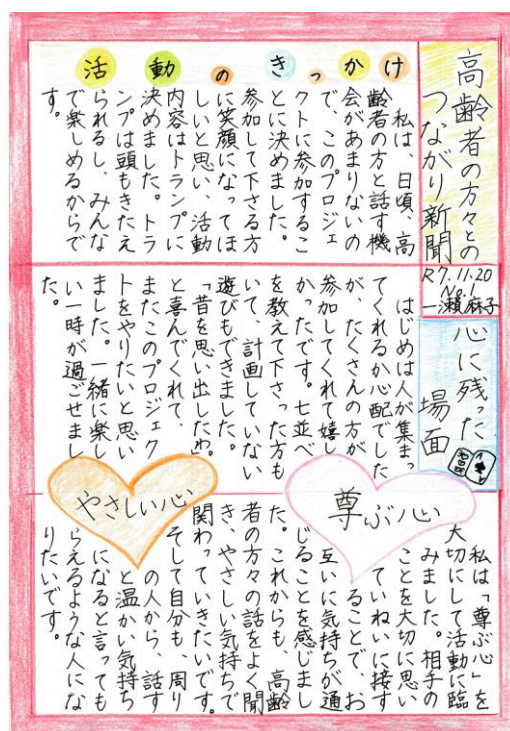 高齢者の方々との
つながり新聞
R7.11.20
No.1
一瀬麻子
活動のきっかけ
私は、日頃、高
齢者の方と話す機
会があまりないの
で、このプロジェ
クトに参加するこ
とに決めました。
参加して下さる方
に笑顔になってほ
しいと思い、活動
内容はトランプに
決めました。トラ
ンプは頭もきたえ
られるし、みんな
で楽しめるからで
す。
心に残った
場面
はじめは人が集まっ
てくれるか心配でした
が、たくさんの方が
参加してくれて嬉し
かったです。七並べ
を教えて下さった方も
いて、計画していない
遊びもできました。
「昔を思い出したわ。」
と喜んでくれて、
またこのプロジェク
トをやりたいと思い
ました。一緒に楽し
い一時が過ごせまし
た。
尊ぶ心
やさしい心
私は「尊ぶ心」を
大切にして活動に臨
みました。相手の
ことを大切に思い
ていねいに接す
ることで、お
互いに気持ちが通
じることを感じまし
た。これからも、高齢
者の方々の話をよく聞
き、やさしい気持ちで
関わっていきたいです。
そして自分も、周り
の人から、話す
と温かい気持ち
になると言っても
らえるような人にな
りたいです。